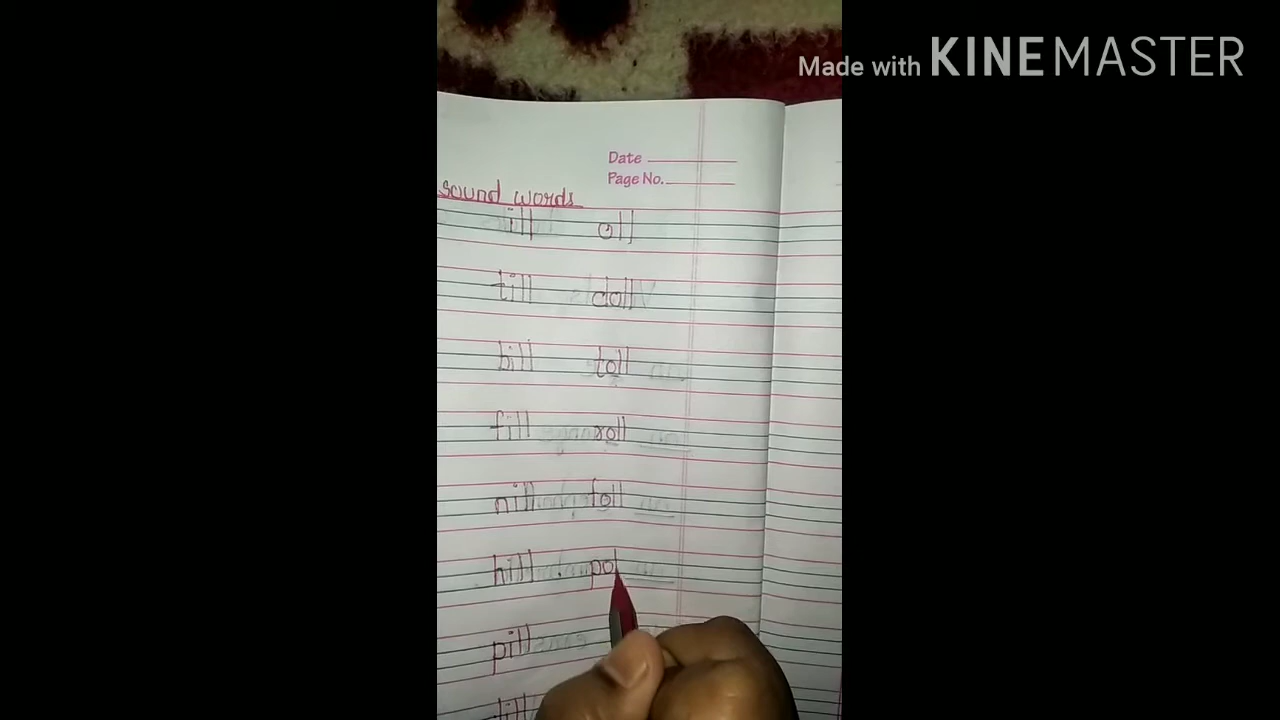 Made with KINEMASTER
Date
Page No.
sound words
ill oll
till doll
bill toll
fill roll
nill foll
hill pol
pill